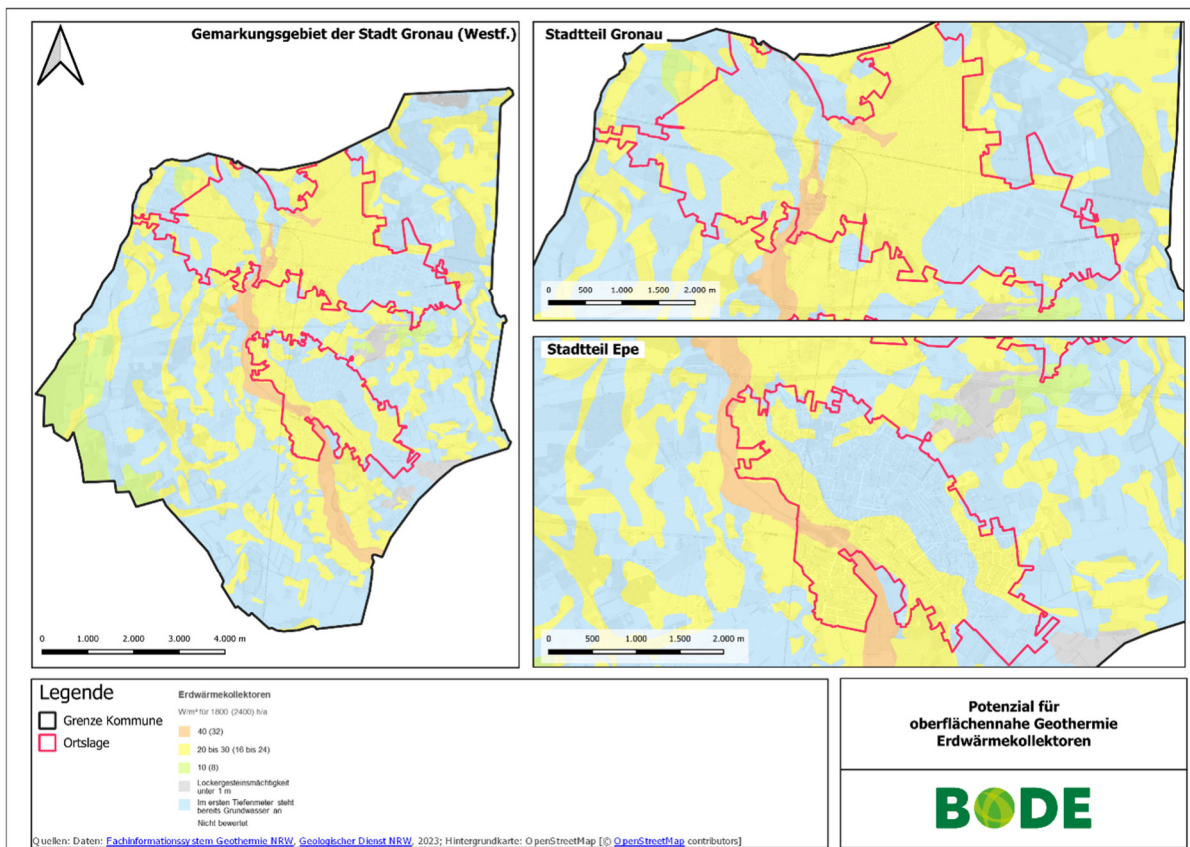 Gemarkungsgebiet der Stadt Gronau (Westf.)
0 1.000 2.000 3.000 4.000 m
Stadtteil Gronau
0 500 1.000 1.500 2.000 m
Stadtteil Epe
0 500 1.000 1.500 2.000 m
Legende
Grenze Kommune
Ortslage
Erdwärmekollektoren
W/m² für 1800 (2400) h/a
40 (32)
20 bis 30 (16 bis 24)
10 (8)
Lockergesteinsmächtigkeit
unter 1 m
Im ersten Tiefenmeter steht
bereits Grundwasser an
Nicht bewertet
Quellen: Daten: Fachinformationssystem Geothermie NRW, Geologischer Dienst NRW, 2023; Hintergrundkarte: OpenStreetMap [© OpenStreetMap contributors]
Potenzial für
oberflächennahe Geothermie
Erdwärmekollektoren
BODE